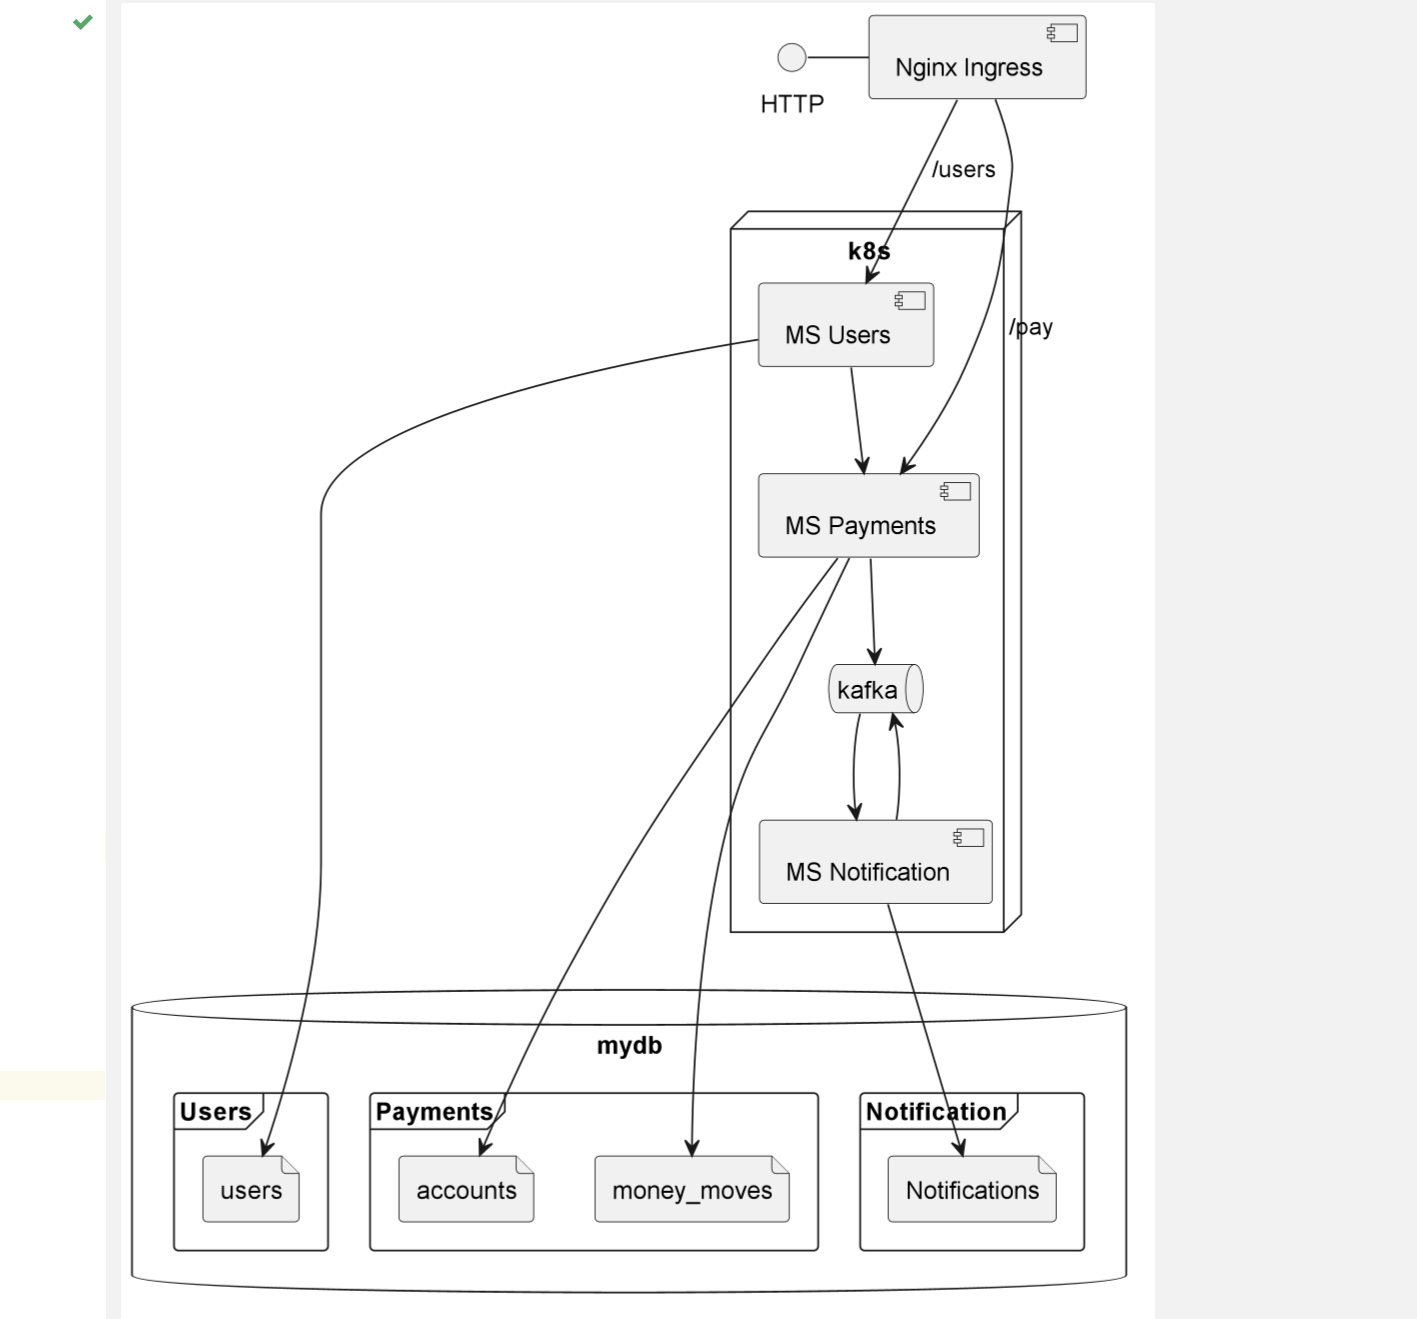 Nginx Ingress
HTTP
/users
k8s
MS Users
/pay
MS Payments
kafka
MS Notification
mydb
Users
Payments
Notification
users
accounts
money_moves
Notifications